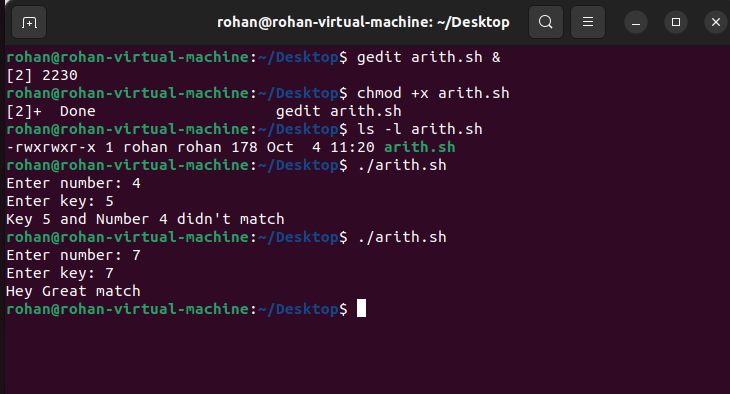 rohan@rohan-virtual-machine: ~/Desktop
rohan@rohan-virtual-machine:~/Desktop$ gedit arith.sh &
[2] 2230
rohan@rohan-virtual-machine:~/Desktop$ chmod +x arith.sh
[2]+  Done                    gedit arith.sh
rohan@rohan-virtual-machine:~/Desktop$ ls -l arith.sh
-rwxrwxr-x 1 rohan rohan 178 Oct  4 11:20 arith.sh
rohan@rohan-virtual-machine:~/Desktop$ ./arith.sh
Enter number: 4
Enter key: 5
Key 5 and Number 4 didn't match
rohan@rohan-virtual-machine:~/Desktop$ ./arith.sh
Enter number: 7
Enter key: 7
Hey Great match
rohan@rohan-virtual-machine:~/Desktop$